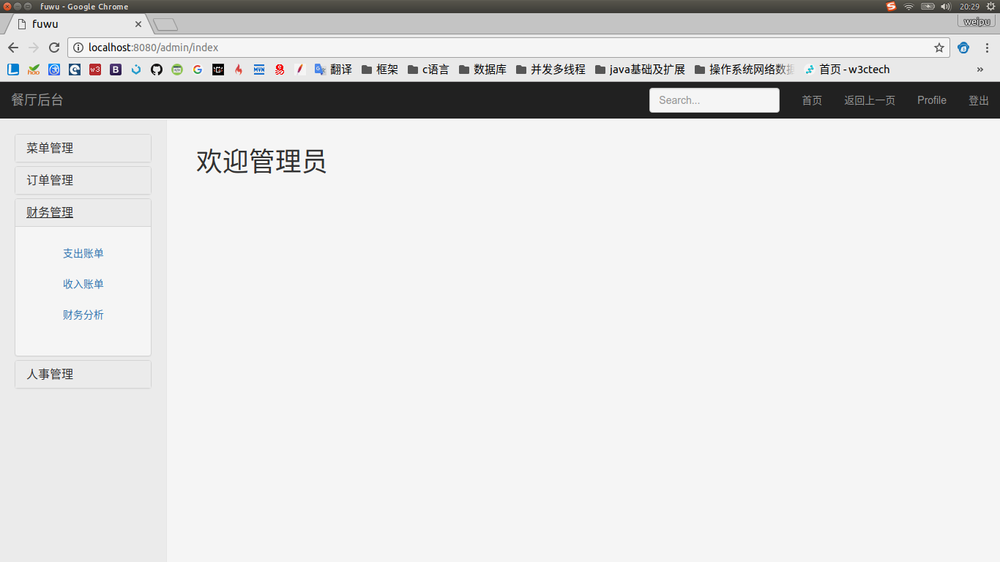 fuwu - Google Chrome
20:29
fuwu
weipu
localhost:8080/admin/index
翻译 框架 c语言 数据库 并发多线程 java基础及扩展 操作系统网络数据 首页 - w3ctech »
餐厅后台 Search... 首页 返回上一页 Profile 登出
菜单管理
订单管理
财务管理
支出账单
收入账单
财务分析
人事管理
欢迎管理员